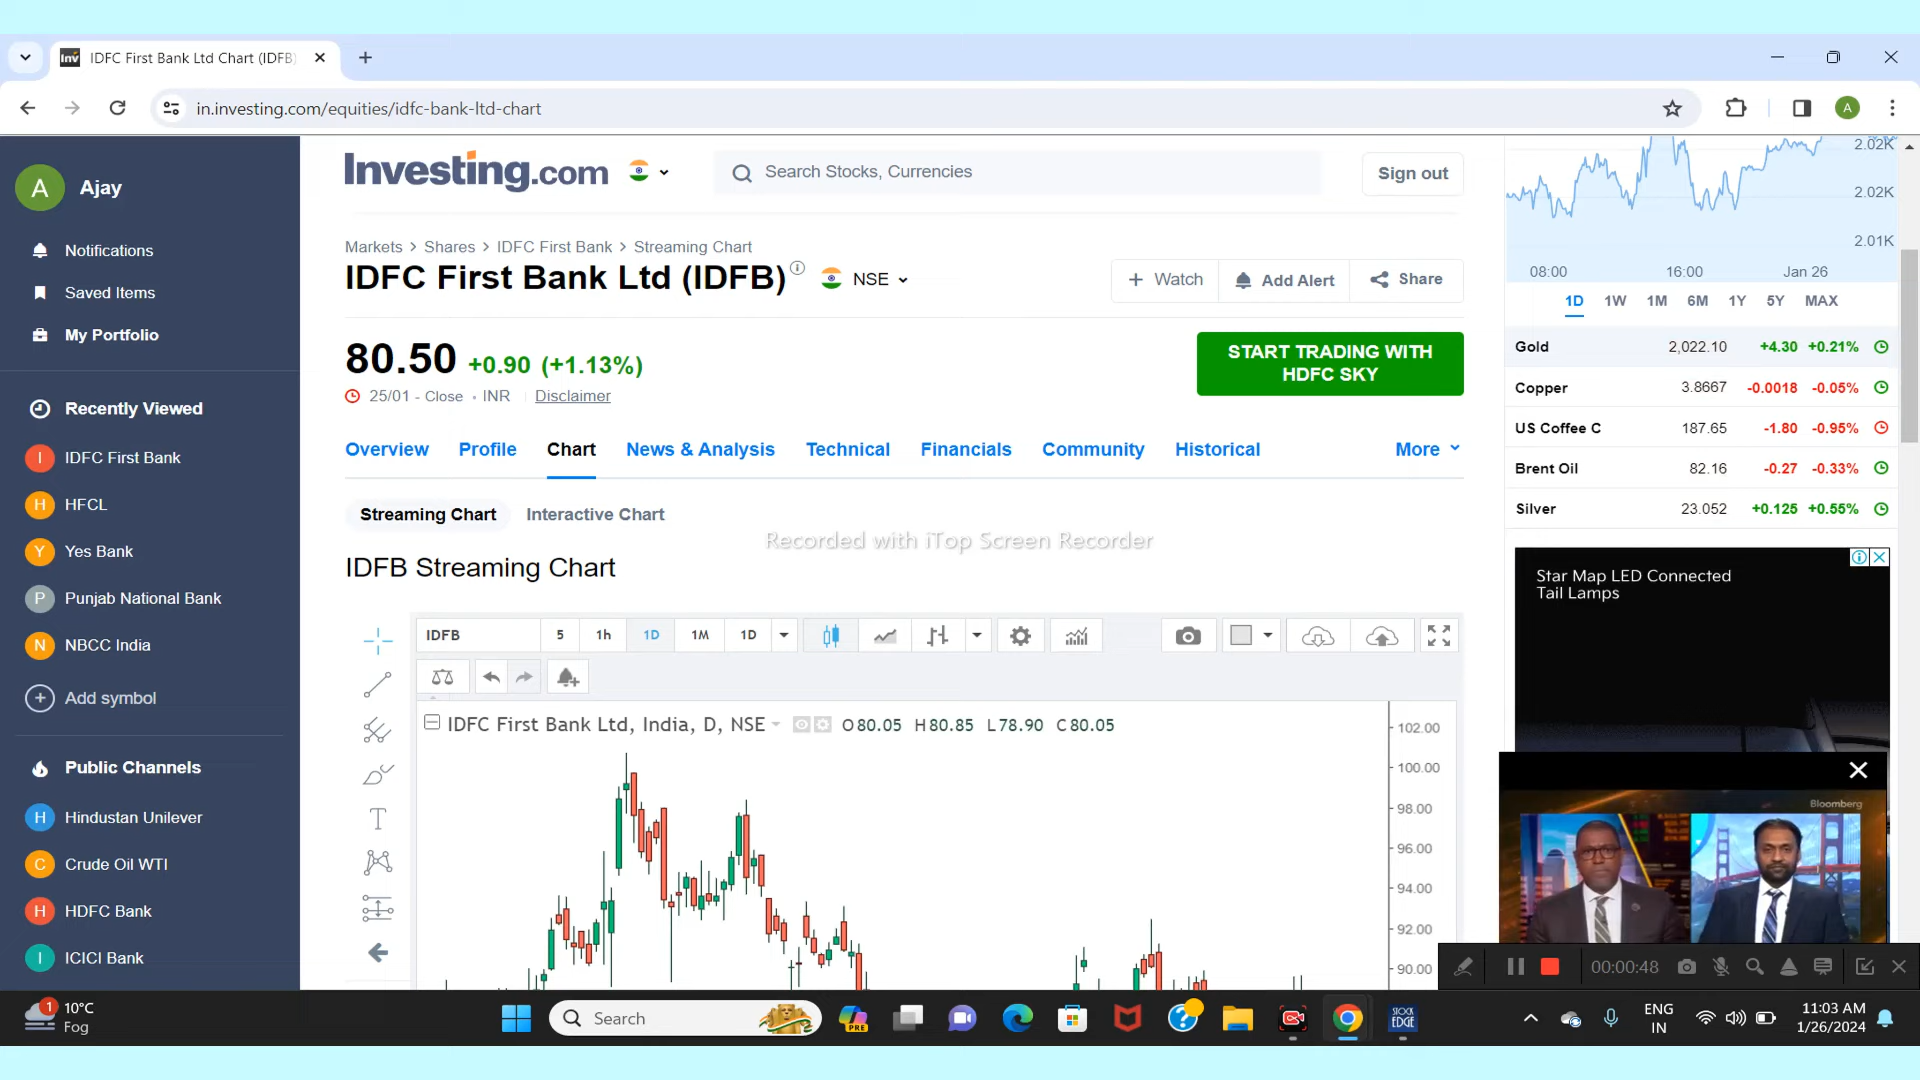 IDFC First Bank Ltd Chart (IDFB)
in.investing.com/equities/idfc-bank-ltd-chart
A
A
Ajay
Notifications
Saved Items
My Portfolio
Recently Viewed
I IDFC First Bank
H HFCL
Y Yes Bank
P Punjab National Bank
N NBCC India
Add symbol
Public Channels
H Hindustan Unilever
C Crude Oil WTI
H HDFC Bank
I ICICI Bank
Investing.com
Search Stocks, Currencies
Sign out
Markets > Shares > IDFC First Bank > Streaming Chart
IDFC First Bank Ltd (IDFB)
NSE
+ Watch
Add Alert
Share
80.50 +0.90 (+1.13%)
25/01 - Close · INR
Disclaimer
START TRADING WITH
HDFC SKY
Overview Profile Chart News & Analysis Technical Financials Community Historical More
Streaming Chart Interactive Chart
Recorded with iTop Screen Recorder
IDFB Streaming Chart
IDFB 5 1h 1D 1M 1D
IDFC First Bank Ltd, India, D, NSE O80.05 H80.85 L78.90 C80.05
102.00
100.00
98.00
96.00
94.00
92.00
90.00
2.02K
2.02K
2.01K
08:00 16:00 Jan 26
1D 1W 1M 6M 1Y 5Y MAX
Gold 2,022.10 +4.30 +0.21%
Copper 3.8667 -0.0018 -0.05%
US Coffee C 187.65 -1.80 -0.95%
Brent Oil 82.16 -0.27 -0.33%
Silver 23.052 +0.125 +0.55%
Star Map LED Connected
Tail Lamps
Bloomberg
00:00:48
1
10°C
Fog
Search
PRE
STOCK
EDGE
ENG
IN
11:03 AM
1/26/2024